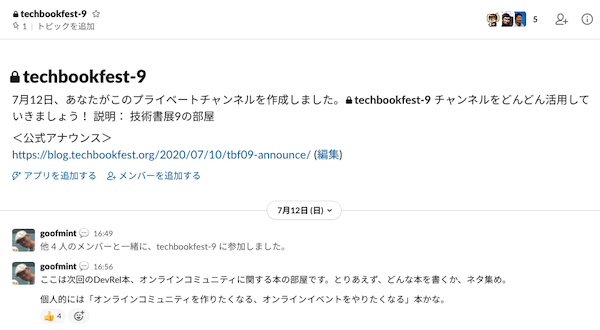 techbookfest-9
1 | トピックを追加
5
techbookfest-9
7月12日、あなたがこのプライベートチャンネルを作成しました。techbookfest-9 チャンネルをどんどん活用して
いきましょう！ 説明： 技術書展9の部屋
＜公式アナウンス＞
https://blog.techbookfest.org/2020/07/10/tbf09-announce/ (編集)
アプリを追加する メンバーを追加する
7月12日 (日)
goofmint 16:49
他 4 人のメンバーと一緒に、techbookfest-9 に参加しました。
goofmint 16:56
ここは次回のDevRel本、オンラインコミュニティに関する本の部屋です。とりあえず、どんな本を書くか、ネタ集め。
個人的には「オンラインコミュニティを作りたくなる、オンラインイベントをやりたくなる」本かな。
4